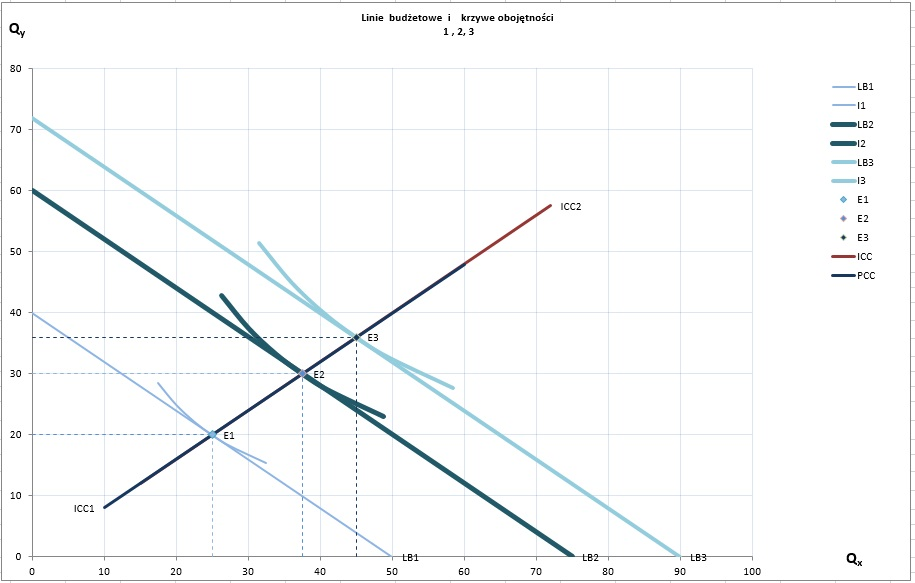 Linie budżetowe i krzywe obojętności
1 , 2, 3
Qy
80
70
60
50
40
30
20
10
0
0
10
20
30
40
50
60
70
80
90
100
Qx
ICC2
E3
E2
E1
ICC1
LB1
LB2
LB3
LB1
I1
LB2
I2
LB3
I3
E1
E2
E3
ICC
PCC